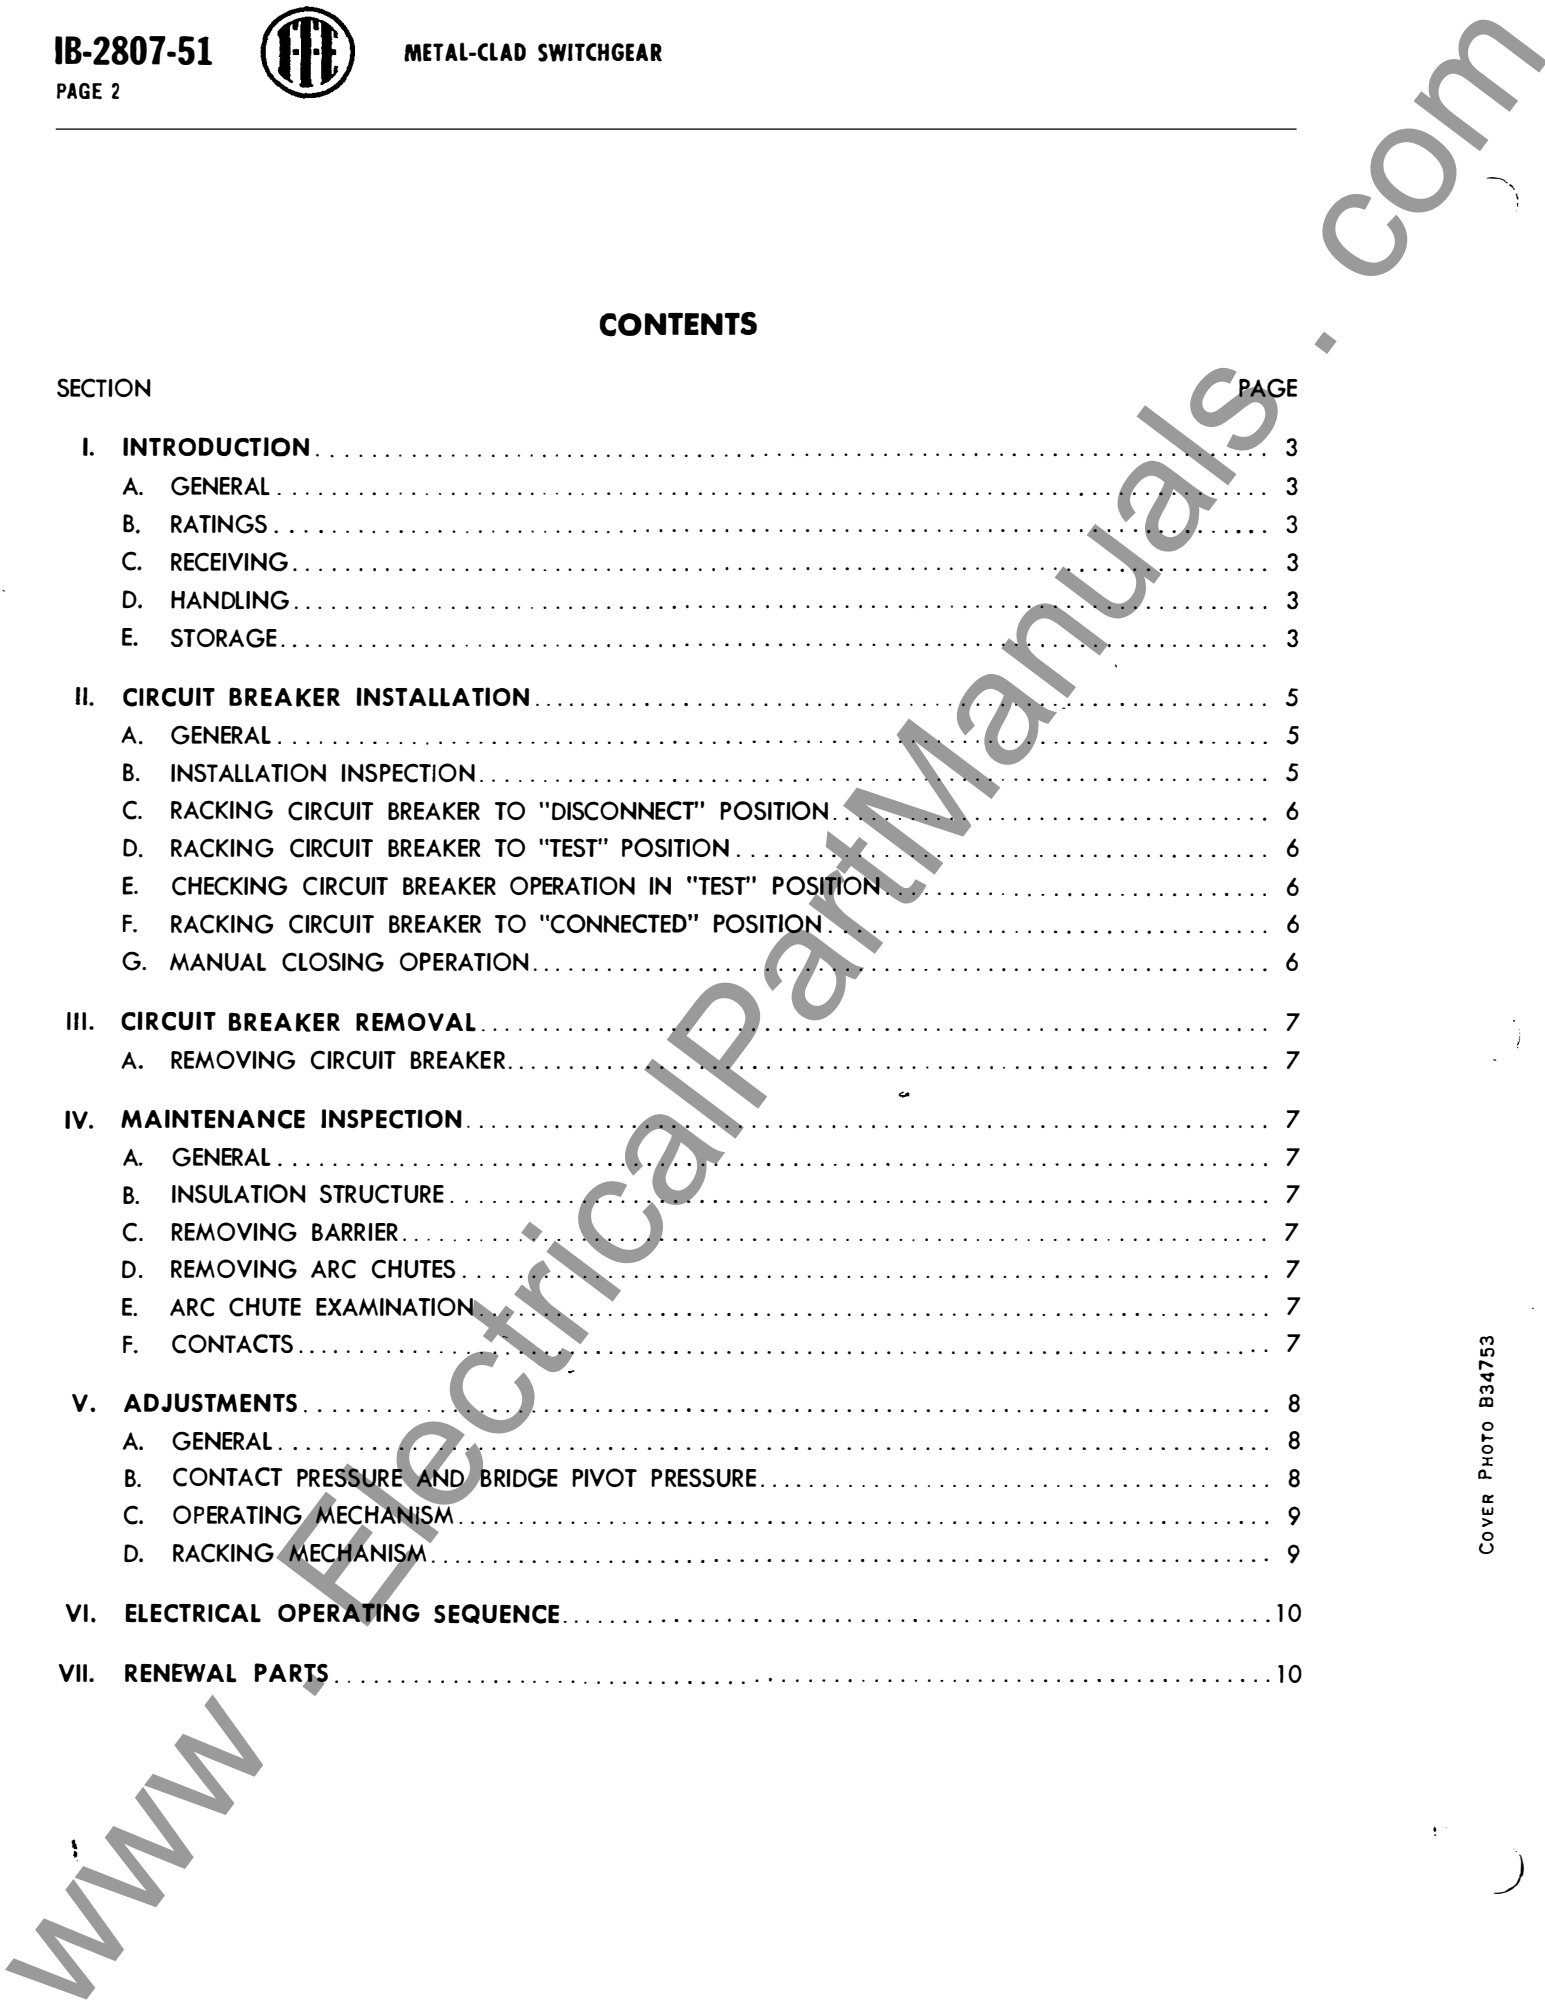 IB-2807-51
PAGE 2
ITE
METAL-CLAD SWITCHGEAR
CONTENTS
SECTION PAGE
I. INTRODUCTION 3
A. GENERAL 3
B. RATINGS 3
C. RECEIVING 3
D. HANDLING 3
E. STORAGE 3
II. CIRCUIT BREAKER INSTALLATION 5
A. GENERAL 5
B. INSTALLATION INSPECTION 5
C. RACKING CIRCUIT BREAKER TO "DISCONNECT" POSITION 6
D. RACKING CIRCUIT BREAKER TO "TEST" POSITION 6
E. CHECKING CIRCUIT BREAKER OPERATION IN "TEST" POSITION 6
F. RACKING CIRCUIT BREAKER TO "CONNECTED" POSITION 6
G. MANUAL CLOSING OPERATION 6
III. CIRCUIT BREAKER REMOVAL 7
A. REMOVING CIRCUIT BREAKER 7
IV. MAINTENANCE INSPECTION 7
A. GENERAL 7
B. INSULATION STRUCTURE 7
C. REMOVING BARRIER 7
D. REMOVING ARC CHUTES 7
E. ARC CHUTE EXAMINATION 7
F. CONTACTS 7
V. ADJUSTMENTS 8
A. GENERAL 8
B. CONTACT PRESSURE AND BRIDGE PIVOT PRESSURE 8
C. OPERATING MECHANISM 9
D. RACKING MECHANISM 9
VI. ELECTRICAL OPERATING SEQUENCE 10
VII. RENEWAL PARTS 10
COVER PHOTO B34753
www . ElectricalPartManuals . com